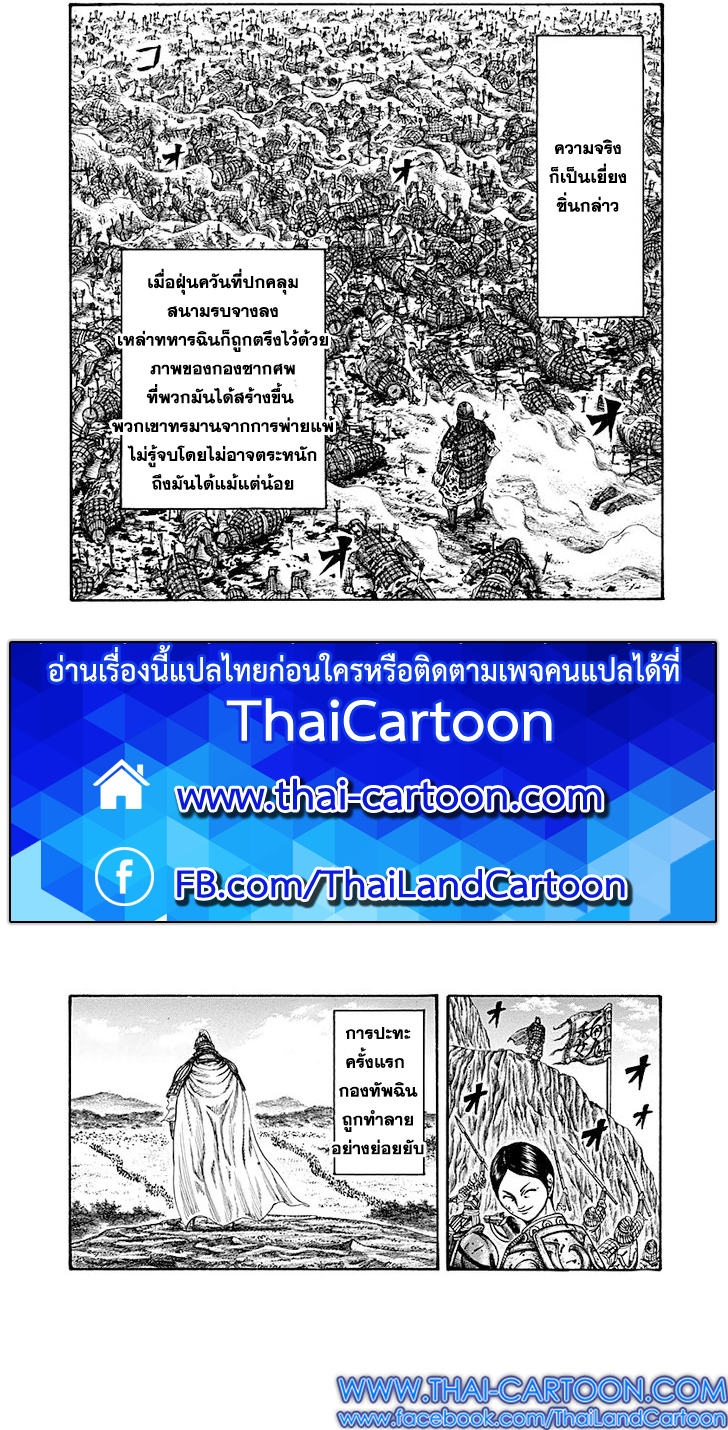 ความจริง
ก็เป็นเยี่ยง
ซิ่นกล่าว
コ
オ
オ
เมื่อฝุ่นควันที่ปกคลุม
สนามรบจางลง
เหล่าทหารฉินก็ถูกตรึงไว้ด้วย
ภาพของกองซากศพ
ที่พวกมันได้สร้างขึ้น
พวกเขาทรมานจากการพ่ายแพ้
ไม่รู้จบโดยไม่อาจตระหนัก
ถึงมันได้แม้แต่น้อย
オ
オ
อ่านเรื่องนี้แปลไทยก่อนใครหรือติดตามเพจคนแปลได้ที่
ThaiCartoon
www.thai-cartoon.com
FB.com/ThaiLandCartoon
การปะทะ
ครั้งแรก
กองทัพฉิน
ถูกทำลาย
อย่างย่อยยับ
オ
オ
オ
オ
オ
WWW.THAI-CARTOON.COM
www.facebook.com/ThaiLandCartoon